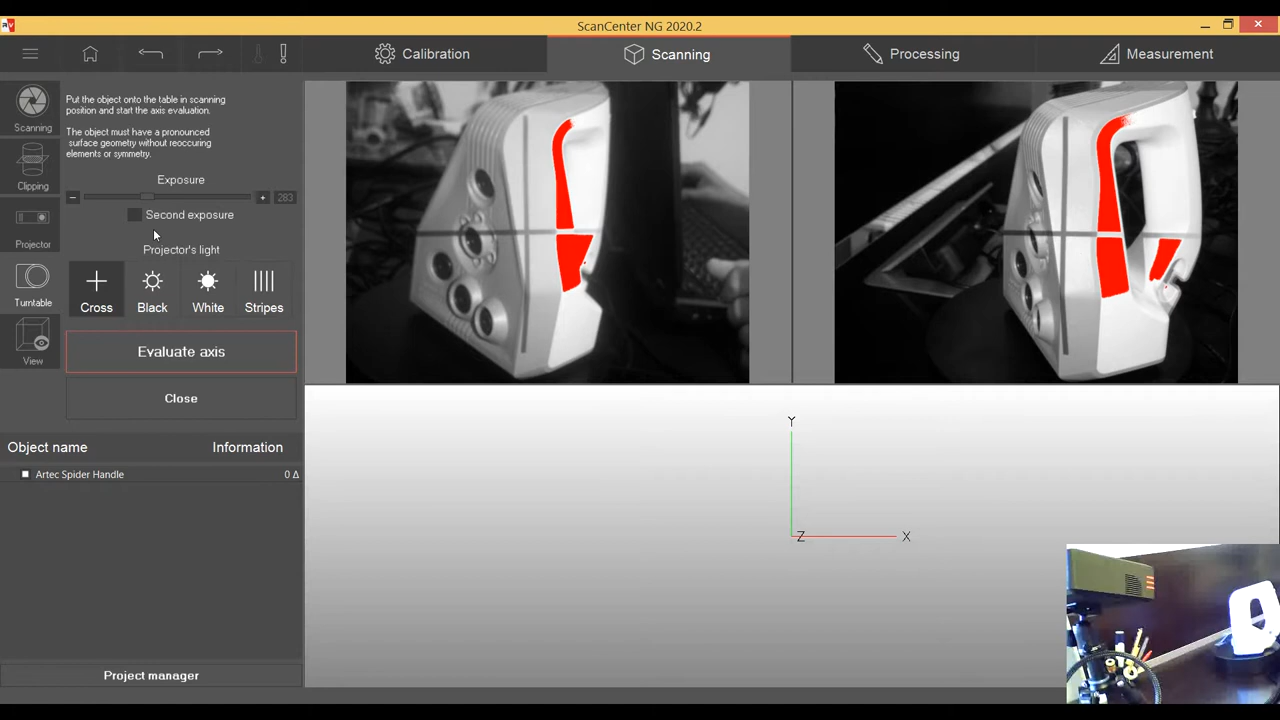 ScanCenter NG 2020.2
Calibration
Scanning
Processing
Measurement
Scanning
Clipping
Projector
Turntable
View
Put the object onto the table in scanning
position and start the axis evaluation.
The object must have a pronounced
surface geometry without reoccuring
elements or symmetry.
Exposure
− + 283
Second exposure
Projector's light
Cross Black White Stripes
Evaluate axis
Close
Object name Information
Artec Spider Handle 0 Δ
Project manager
Y
Z X